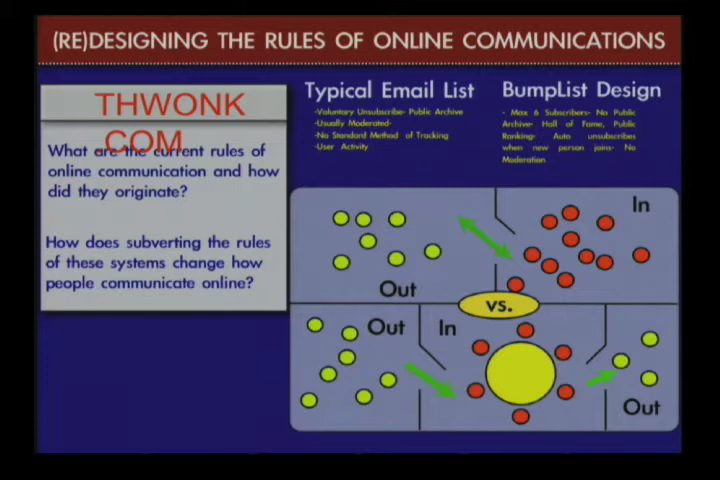 (RE)DESIGNING THE RULES OF ONLINE COMMUNICATIONS
THWONK
COM
What are the current rules of
online communication and how
did they originate?
How does subverting the rules
of these systems change how
people communicate online?
Typical Email List
-Voluntary Unsubscribe- Public Archive
-Usually Moderated-
-No Standard Method of Tracking
-User Activity
BumpList Design
- Max 6 Subscribers- No Public
Archive- Hall of Fame, Public
Ranking- Auto unsubscribes
when new person joins- No
Moderation
In
Out
vs.
Out
In
Out